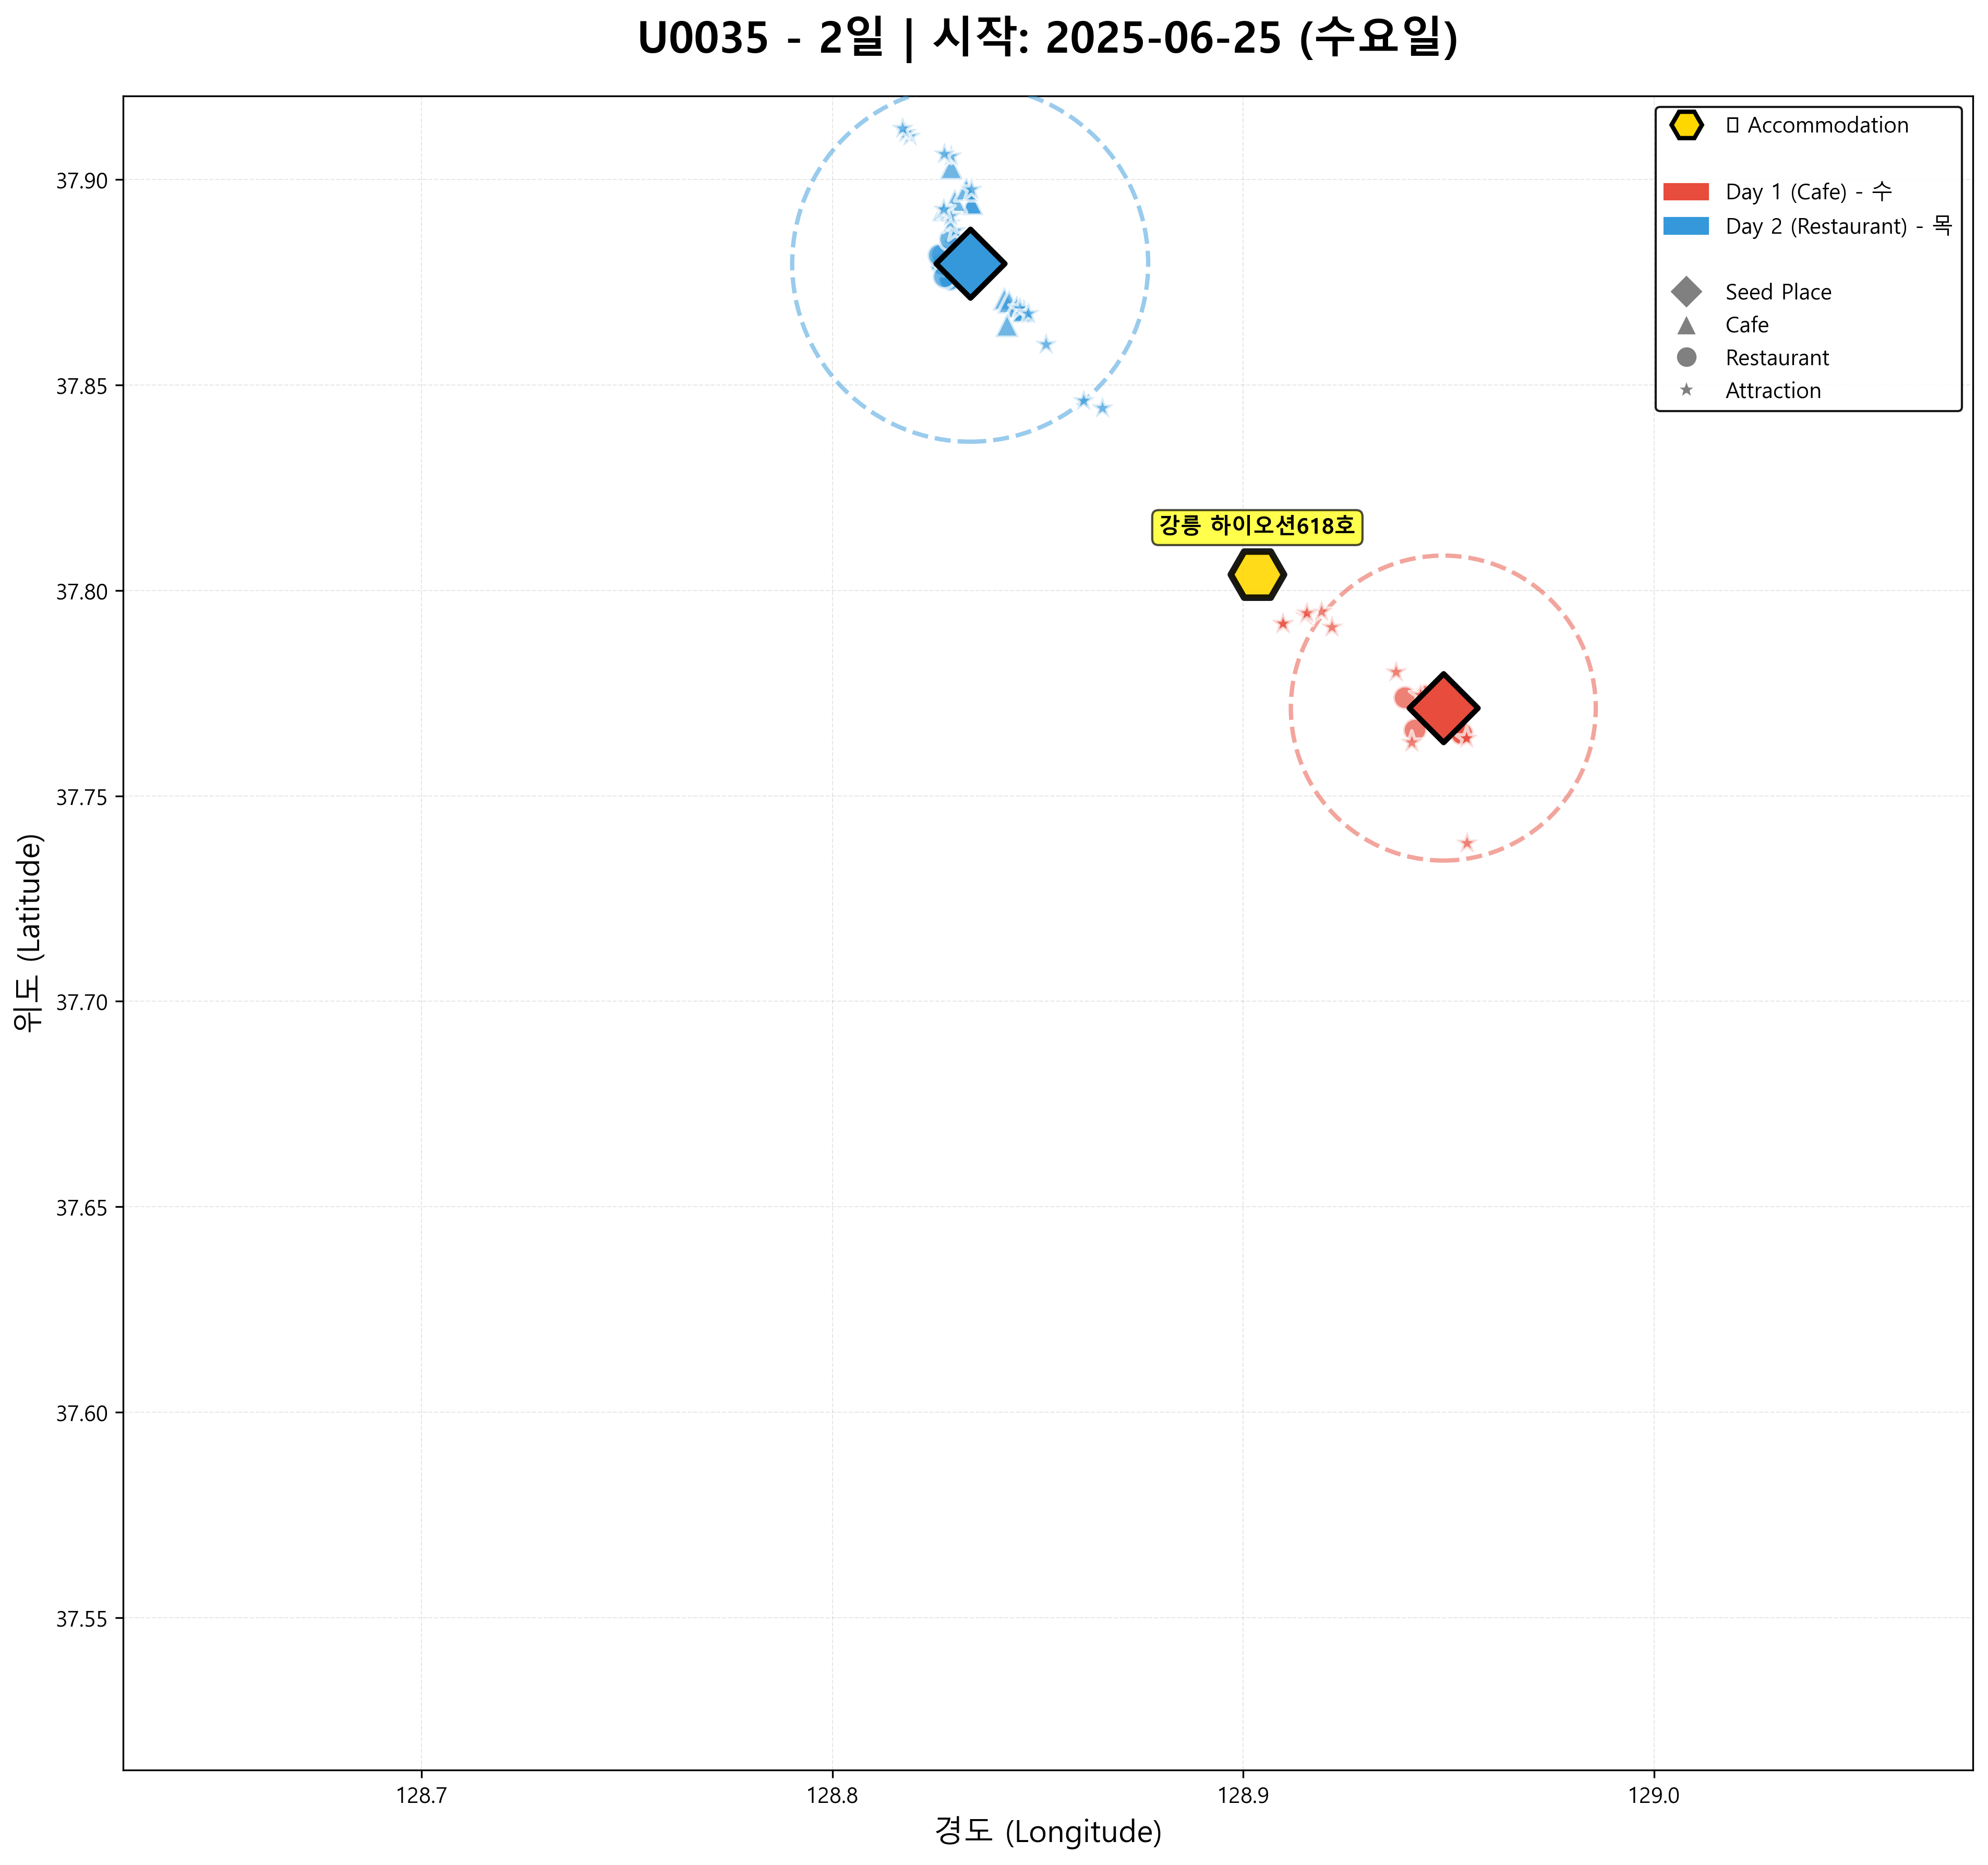 U0035 - 2일 | 시작: 2025-06-25 (수요일)
□ Accommodation
Day 1 (Cafe) - 수
Day 2 (Restaurant) - 목
Seed Place
Cafe
Restaurant
Attraction
강릉 하이오션618호
위도 (Latitude)
37.90
37.85
37.80
37.75
37.70
37.65
37.60
37.55
128.7 128.8 128.9 129.0
경도 (Longitude)